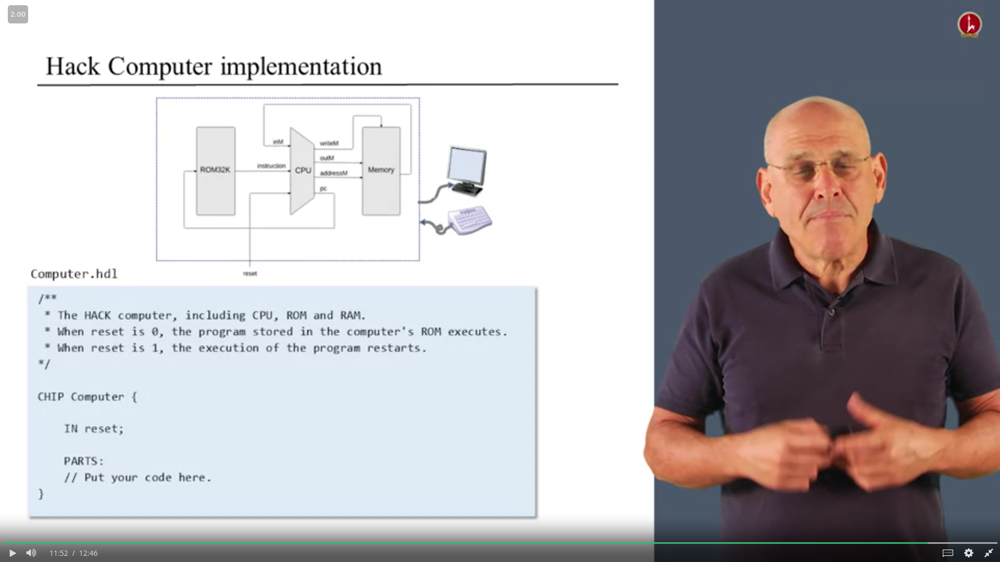 2.00
Hack Computer implementation
inM
writeM
outM
instruction
ROM32K
CPU
addressM
Memory
pc
reset
Computer.hdl
/**
* The HACK computer, including CPU, ROM and RAM.
* When reset is 0, the program stored in the computer's ROM executes.
* When reset is 1, the execution of the program restarts.
*/
CHIP Computer {
IN reset;
PARTS:
// Put your code here.
}
11:52 / 12:46